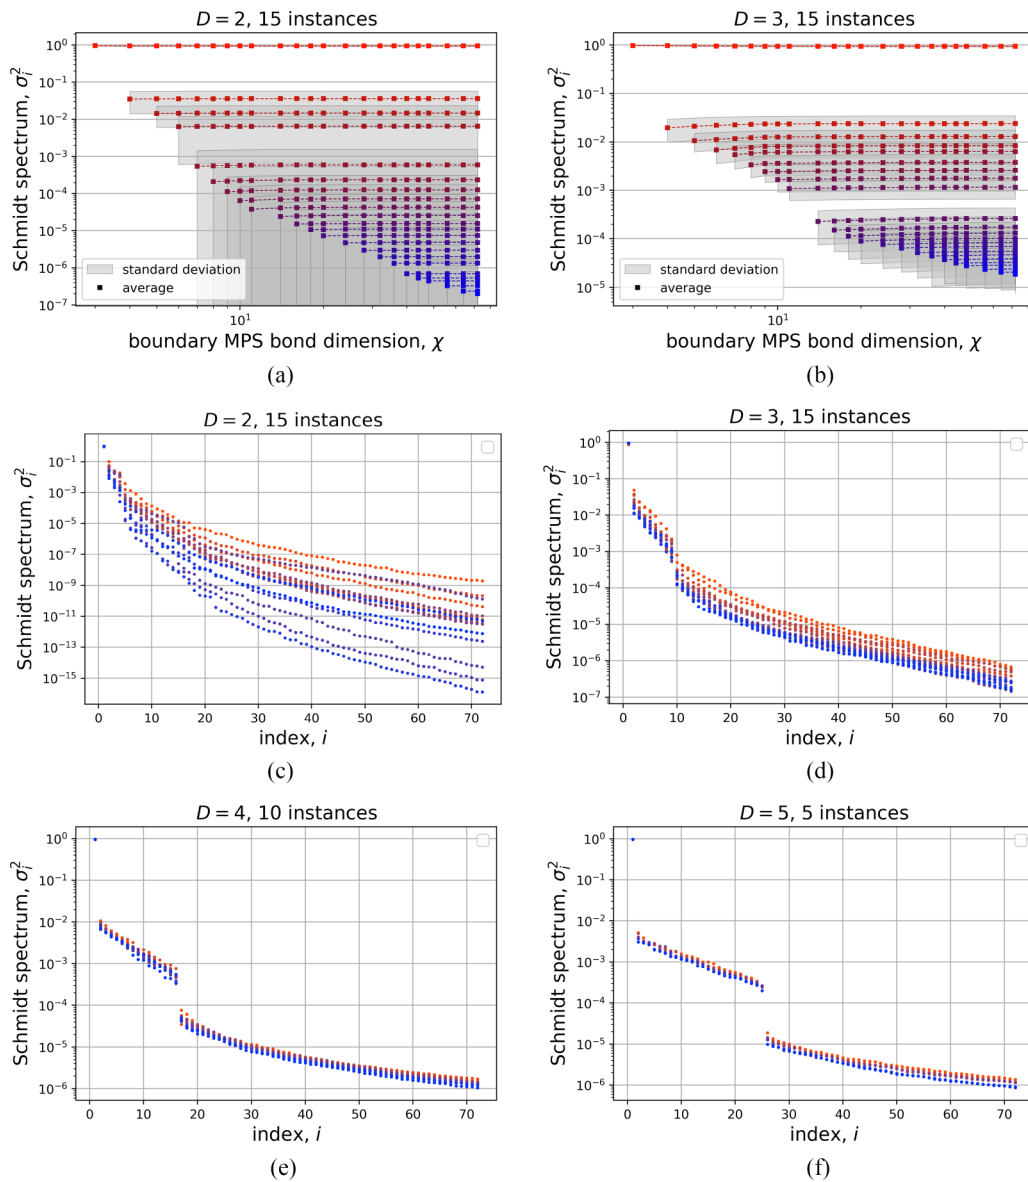 D = 2, 15 instances
Schmidt spectrum, σᵢ²
10⁰
10⁻¹
10⁻²
10⁻³
10⁻⁴
10⁻⁵
10⁻⁶
10⁻⁷
standard deviation
average
10¹
boundary MPS bond dimension, χ
(a)
D = 3, 15 instances
Schmidt spectrum, σᵢ²
10⁰
10⁻¹
10⁻²
10⁻³
10⁻⁴
10⁻⁵
standard deviation
average
10¹
boundary MPS bond dimension, χ
(b)
D = 2, 15 instances
Schmidt spectrum, σᵢ²
10⁻¹
10⁻³
10⁻⁵
10⁻⁷
10⁻⁹
10⁻¹¹
10⁻¹³
10⁻¹⁵
0 10 20 30 40 50 60 70
index, i
(c)
D = 3, 15 instances
Schmidt spectrum, σᵢ²
10⁰
10⁻¹
10⁻²
10⁻³
10⁻⁴
10⁻⁵
10⁻⁶
10⁻⁷
0 10 20 30 40 50 60 70
index, i
(d)
D = 4, 10 instances
Schmidt spectrum, σᵢ²
10⁰
10⁻¹
10⁻²
10⁻³
10⁻⁴
10⁻⁵
10⁻⁶
0 10 20 30 40 50 60 70
index, i
(e)
D = 5, 5 instances
Schmidt spectrum, σᵢ²
10⁰
10⁻¹
10⁻²
10⁻³
10⁻⁴
10⁻⁵
10⁻⁶
0 10 20 30 40 50 60 70
index, i
(f)